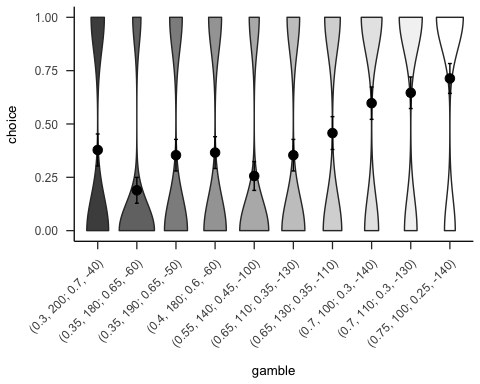 1.00
0.75
0.50
0.25
0.00
choice
(0.3, 200; 0.7, -40)
(0.35, 180; 0.65, -60)
(0.35, 190; 0.65, -50)
(0.4, 180; 0.6, -60)
(0.55, 140; 0.45, -100)
(0.65, 110; 0.35, -130)
(0.65, 130; 0.35, -110)
(0.7, 100; 0.3, -140)
(0.7, 110; 0.3, -130)
(0.75, 100; 0.25, -140)
gamble